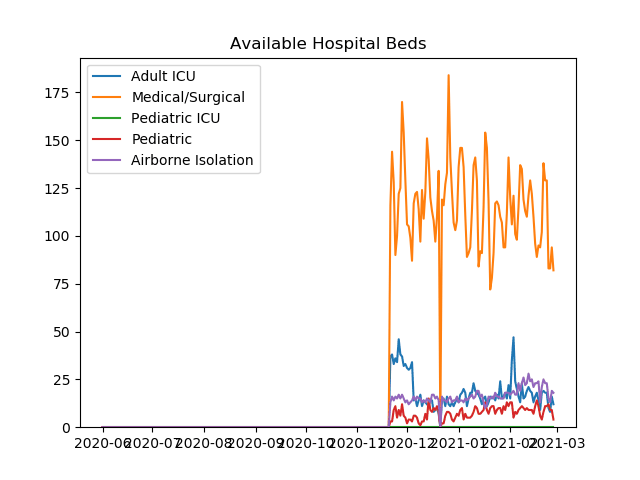 Available Hospital Beds
Adult ICU
Medical/Surgical
Pediatric ICU
Pediatric
Airborne Isolation
175
150
125
100
75
50
25
0
2020-06 2020-07 2020-08 2020-09 2020-10 2020-11 2020-12 2021-01 2021-02 2021-03